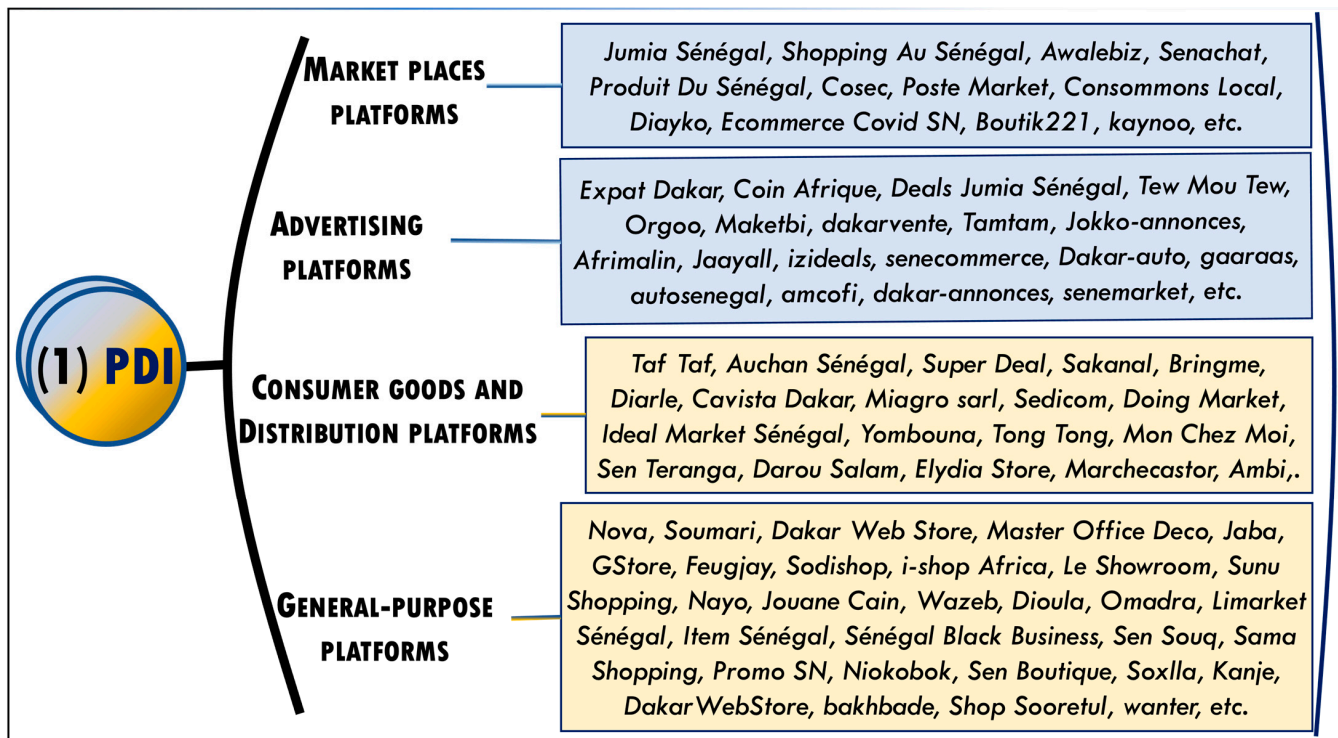 (1) PDI
MARKET PLACES
PLATFORMS
Jumia Sénégal, Shopping Au Sénégal, Awalebiz, Senachat,
Produit Du Sénégal, Cosec, Poste Market, Consommons Local,
Diayko, Ecommerce Covid SN, Boutik221, kaynoo, etc.
ADVERTISING
PLATFORMS
Expat Dakar, Coin Afrique, Deals Jumia Sénégal, Tew Mou Tew,
Orgoo, Maketbi, dakarvente, Tamtam, Jokko-annonces,
Afrimalin, Jaayall, izideals, senecommerce, Dakar-auto, gaaraas,
autosenegal, amcofi, dakar-annonces, senemarket, etc.
CONSUMER GOODS AND
DISTRIBUTION PLATFORMS
Taf Taf, Auchan Sénégal, Super Deal, Sakanal, Bringme,
Diarle, Cavista Dakar, Miagro sarl, Sedicom, Doing Market,
Ideal Market Sénégal, Yombouna, Tong Tong, Mon Chez Moi,
Sen Teranga, Darou Salam, Elydia Store, Marchecastor, Ambi,.
GENERAL-PURPOSE
PLATFORMS
Nova, Soumari, Dakar Web Store, Master Office Deco, Jaba,
GStore, Feugjay, Sodishop, i-shop Africa, Le Showroom, Sunu
Shopping, Nayo, Jouane Cain, Wazeb, Dioula, Omadra, Limarket
Sénégal, Item Sénégal, Sénégal Black Business, Sen Souq, Sama
Shopping, Promo SN, Niokobok, Sen Boutique, Soxlla, Kanje,
DakarWebStore, bakhbade, Shop Sooretul, wanter, etc.